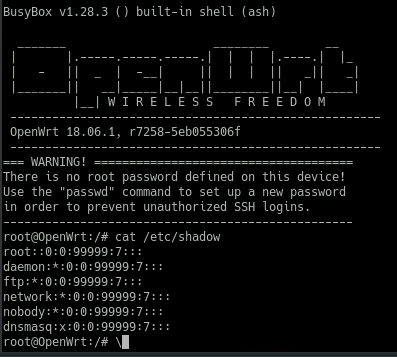 BusyBox v1.28.3 () built-in shell (ash)
  _______                     ________        __
 |       |.-----.-----.-----.|  |  |  |.----.|  |_
 |   -   ||  _  |  -__|     ||  |  |  ||   _||   _|
 |_______||   __|_____|__|__||________||__|  |____|
          |__| W I R E L E S S   F R E E D O M
 -----------------------------------------------------
 OpenWrt 18.06.1, r7258-5eb055306f
 -----------------------------------------------------
=== WARNING! =====================================
There is no root password defined on this device!
Use the "passwd" command to set up a new password
in order to prevent unauthorized SSH logins.
--------------------------------------------------
root@OpenWrt:/# cat /etc/shadow
root::0:0:99999:7:::
daemon:*:0:0:99999:7:::
ftp:*:0:0:99999:7:::
network:*:0:0:99999:7:::
nobody:*:0:0:99999:7:::
dnsmasq:x:0:0:99999:7:::
root@OpenWrt:/# \